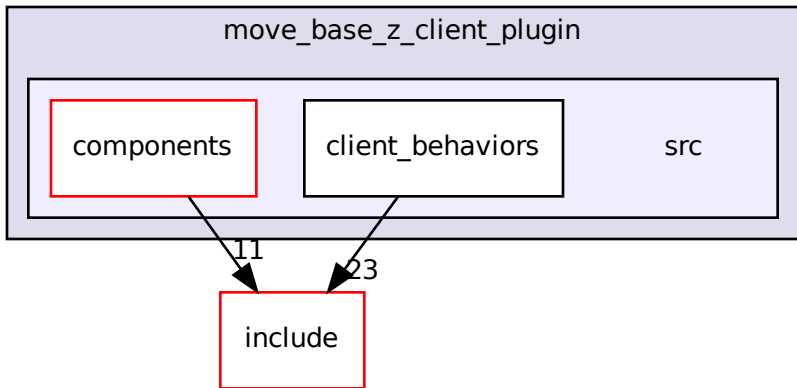 move_base_z_client_plugin
components
client_behaviors
src
11
23
include